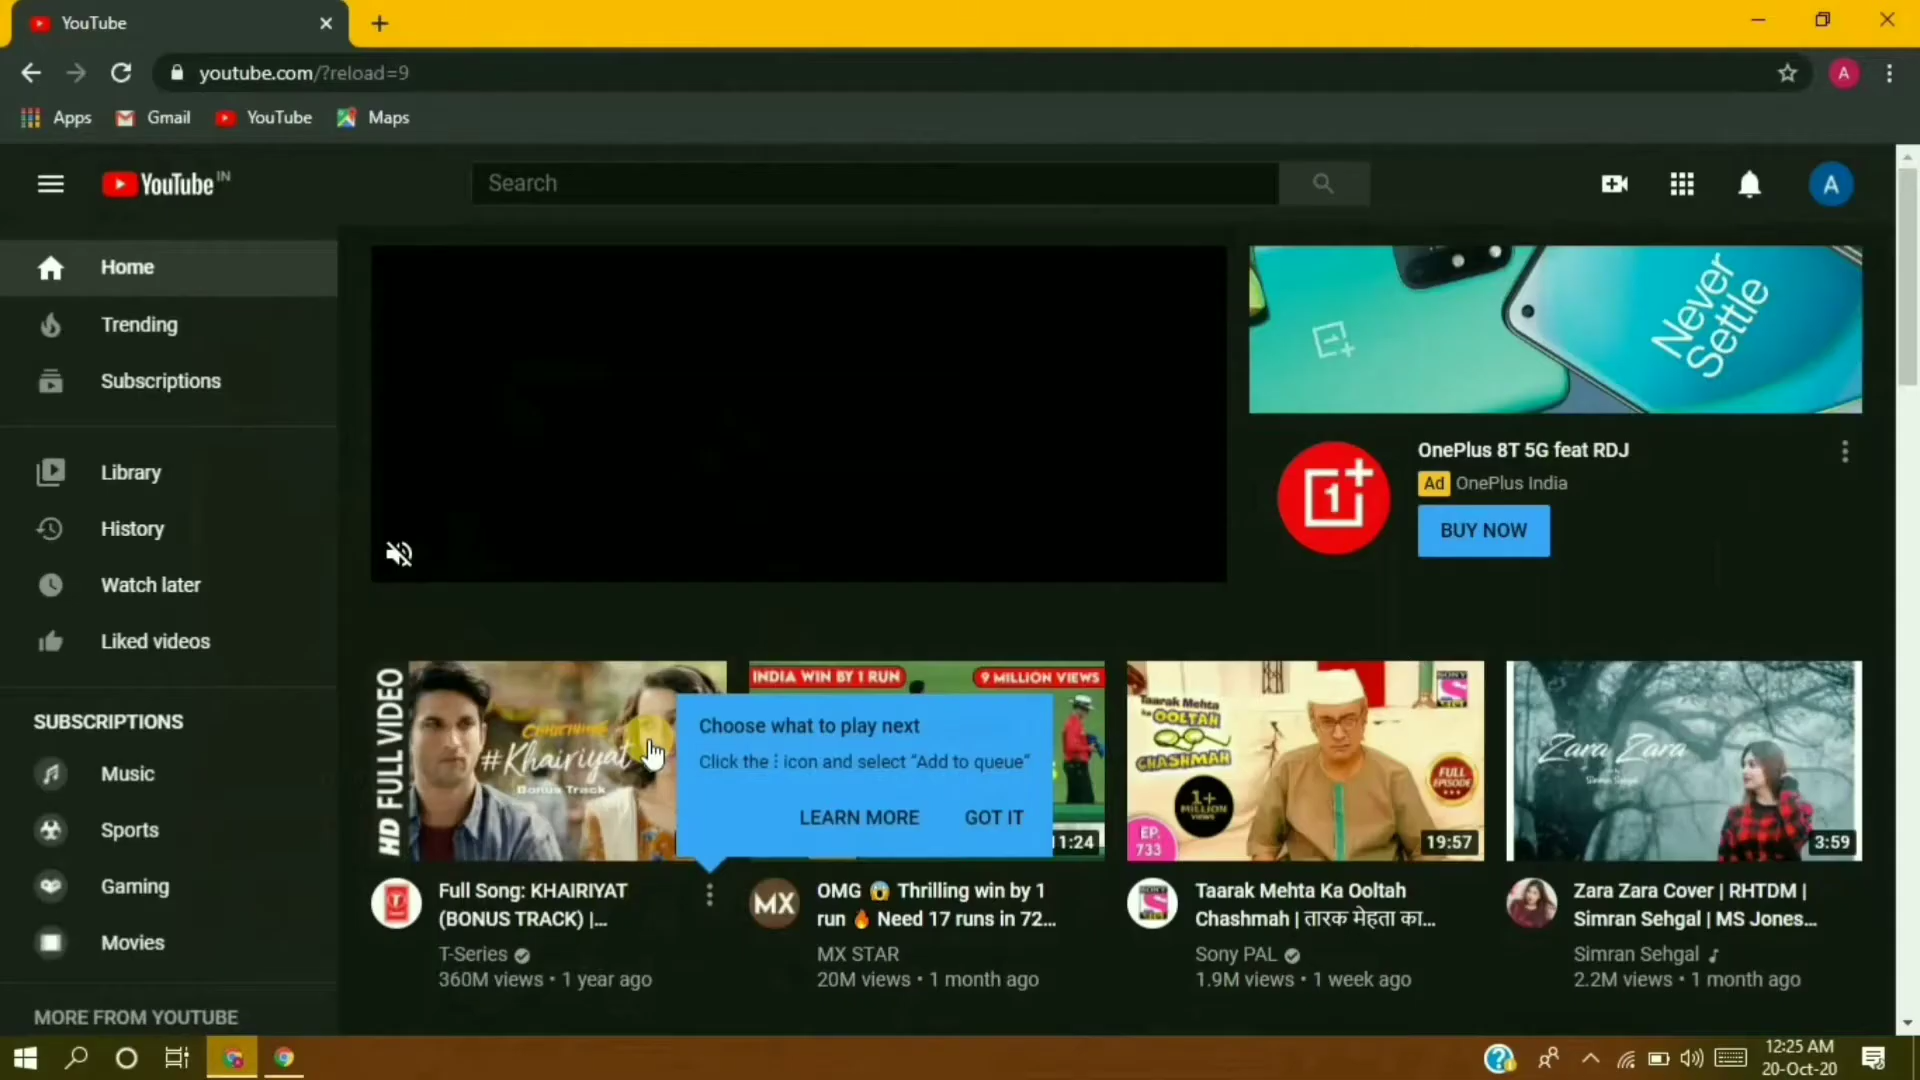 YouTube
youtube.com/?reload=9
A
Apps
Gmail
YouTube
Maps
YouTube IN
Search
A
Home
Trending
Subscriptions
Library
History
Watch later
Liked videos
SUBSCRIPTIONS
Music
Sports
Gaming
Movies
MORE FROM YOUTUBE
Never
Settle
OnePlus 8T 5G feat RDJ
Ad OnePlus India
BUY NOW
HD FULL VIDEO
CHHICHHORE
#Khairiyat
Bonus Track
Full Song: KHAIRIYAT
(BONUS TRACK) |...
T-Series
360M views • 1 year ago
Choose what to play next
Click the ⋮ icon and select "Add to queue"
LEARN MORE
GOT IT
INDIA WIN BY 1 RUN
9 MILLION VIEWS
11:24
MX
OMG 😱 Thrilling win by 1
run 🔥 Need 17 runs in 72...
MX STAR
20M views • 1 month ago
Taarak Mehta
Ka OOLTAH
CHASHMAH
1+
MILLION
VIEWS
EP.
733
SONY
S
FULL
EPISODE
19:57
Taarak Mehta Ka Ooltah
Chashmah | तारक मेहता का...
Sony PAL
1.9M views • 1 week ago
Zara Zara
Simran Sehgal
3:59
Zara Zara Cover | RHTDM |
Simran Sehgal | MS Jones...
Simran Sehgal
2.2M views • 1 month ago
12:25 AM
20-Oct-20